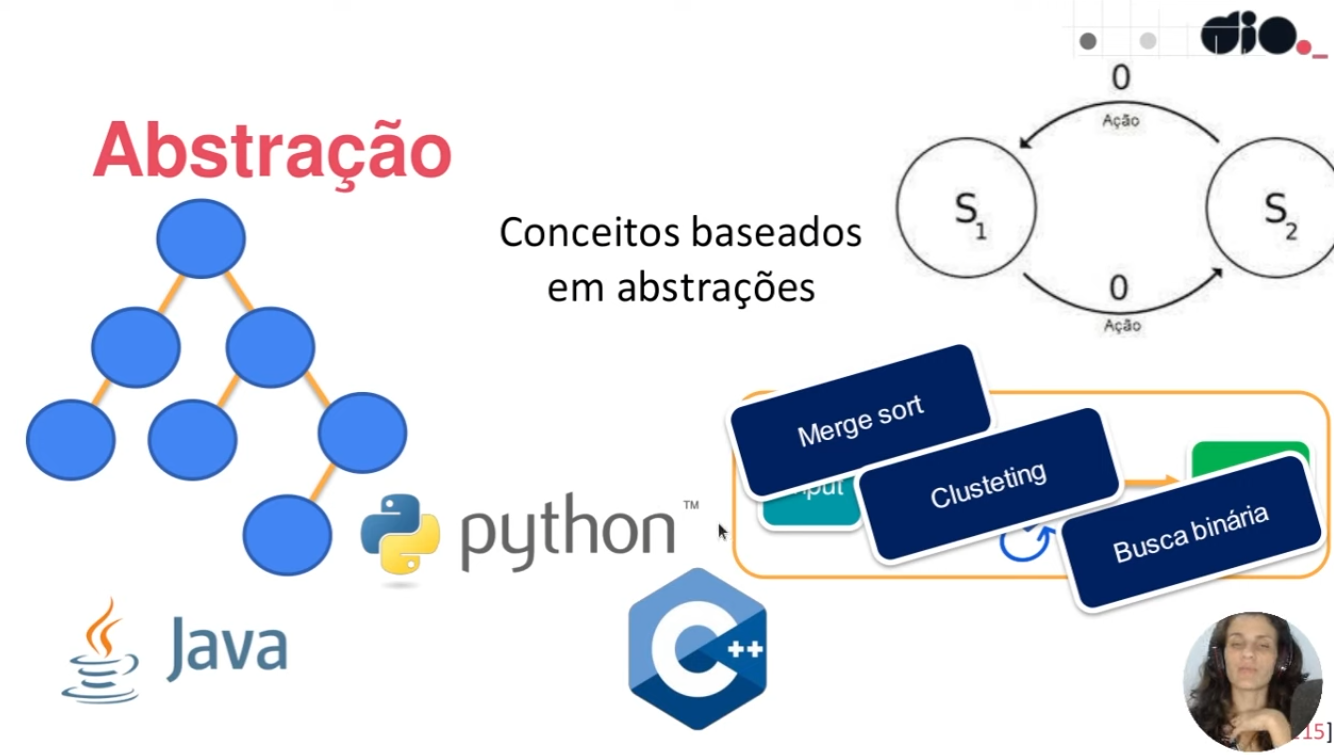 dio.
0
Ação
Abstração
S1
S2
Conceitos baseados
em abstrações
0
Ação
Merge sort
Clusteting
Busca binária
python™
Java
C++
15]